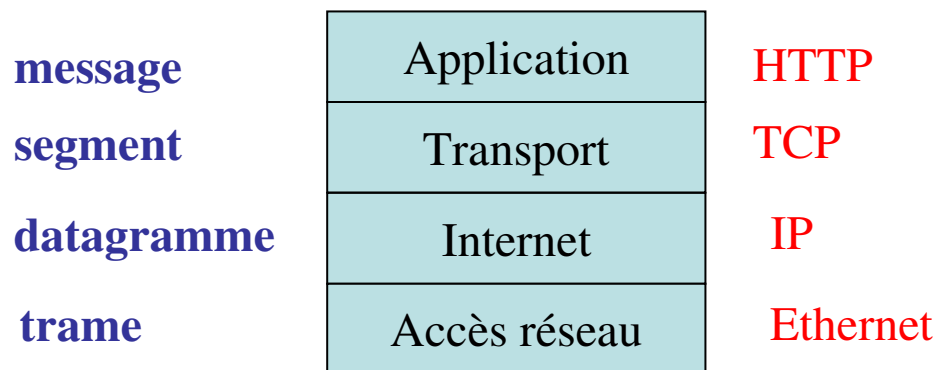 message Application HTTP
segment Transport TCP
datagramme Internet IP
trame Accès réseau Ethernet